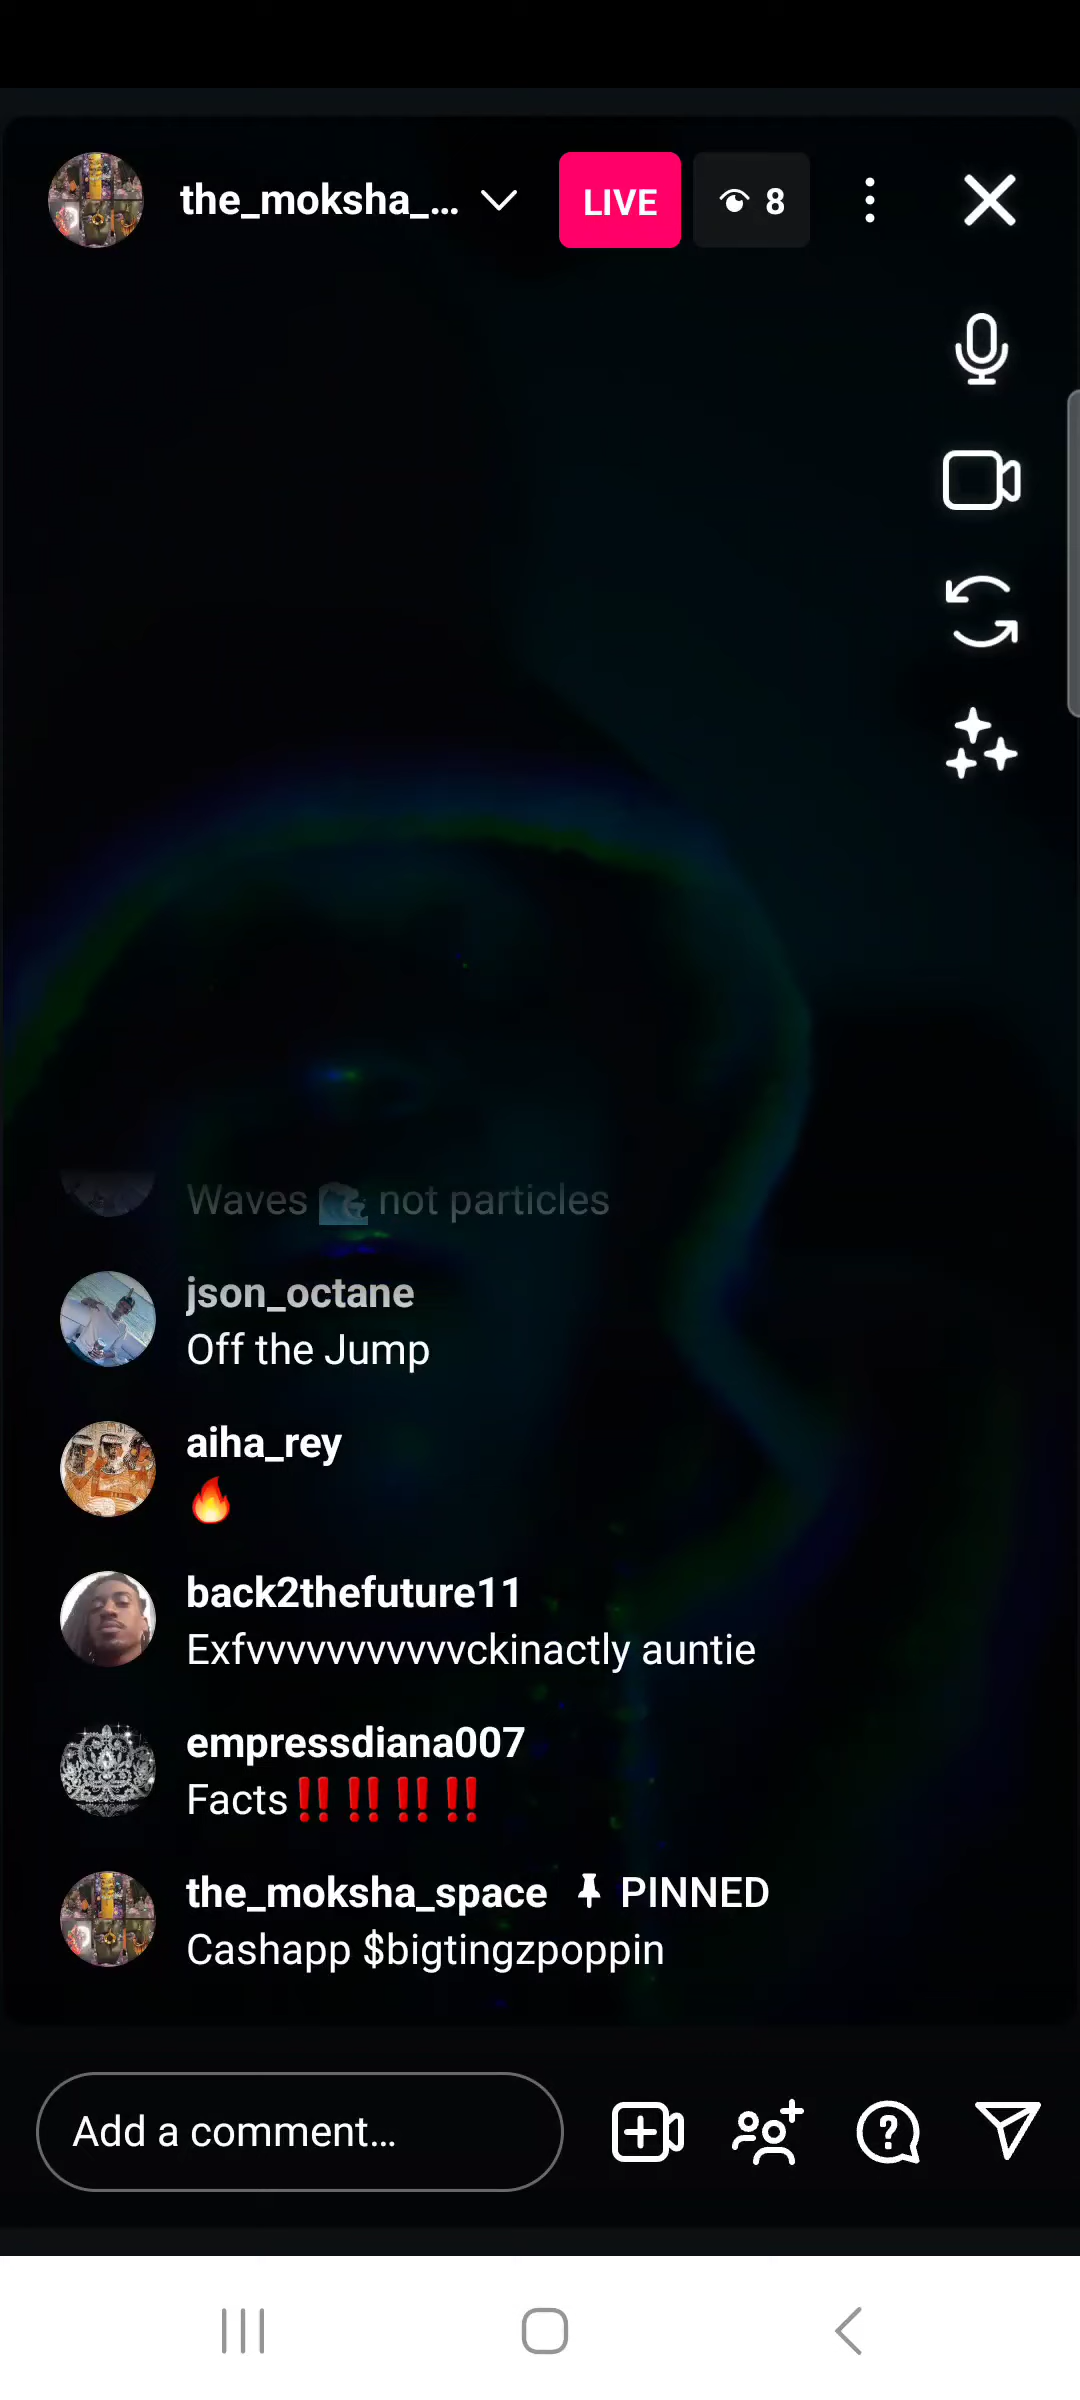 the_moksha_... LIVE 8
Waves 🌊 not particles
json_octane
Off the Jump
aiha_rey
🔥
back2thefuture11
Exfvvvvvvvvvvvckinactly auntie
empressdiana007
Facts‼️‼️‼️‼️
the_moksha_space 📌 PINNED
Cashapp $bigtingzpoppin
Add a comment...